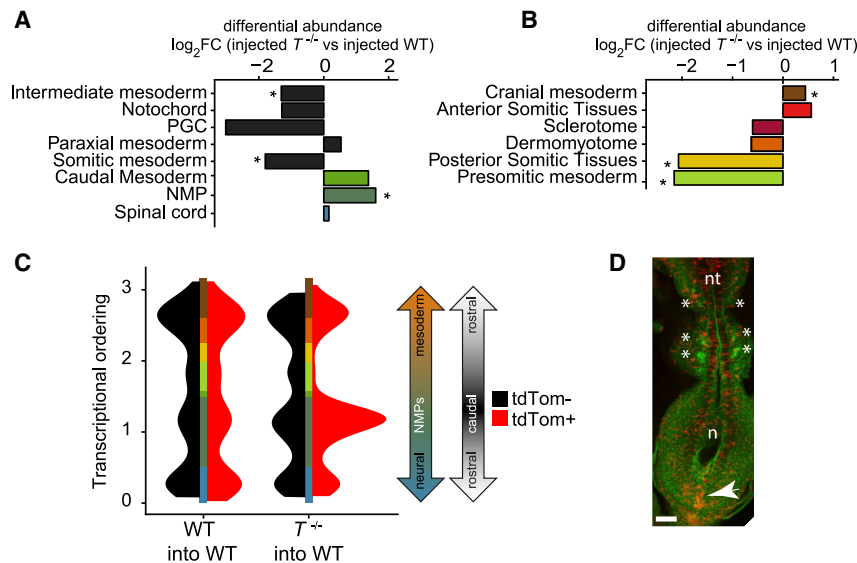 A
differential abundance
log2FC (injected T -/- vs injected WT)
−2 0 2
Intermediate mesoderm *
Notochord
PGC
Paraxial mesoderm
Somitic mesoderm *
Caudal Mesoderm
NMP *
Spinal cord
B
differential abundance
log2FC (injected T -/- vs injected WT)
−2 −1 0 1
Cranial mesoderm *
Anterior Somitic Tissues
Sclerotome
Dermomyotome
Posterior Somitic Tissues *
Presomitic mesoderm *
C
Transcriptional ordering
3
2
1
0
WT
into WT
T -/-
into WT
mesoderm
NMPs
neural
rostral
caudal
rostral
tdTom-
tdTom+
D
nt
* *
* *
* *
n